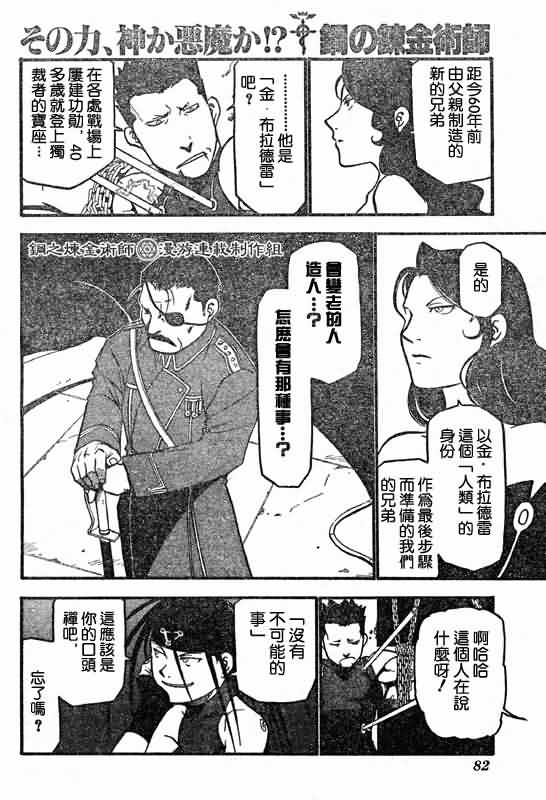 その力、神か悪魔か!?
鋼の錬金術師
距今60年前
由父親制造的
新的兄弟
………他是
「金.布拉德雷」
吧?
在各處戰場上
屢建功勛,40
多歲就登上獨
裁者的寶座…
鋼之煉金術師
漫游連載制作組
是的
以金.布拉德雷
這個「人類」的
身份
作為最後步驟
而準備的我們
的兄弟
會變老的人
造人…?
怎麽會有那種事…?
啊哈哈
這個人在說
什麼呀!
「沒有
不可能的
事」
這應該是
你的口頭
禪吧,
忘了嗎?
82